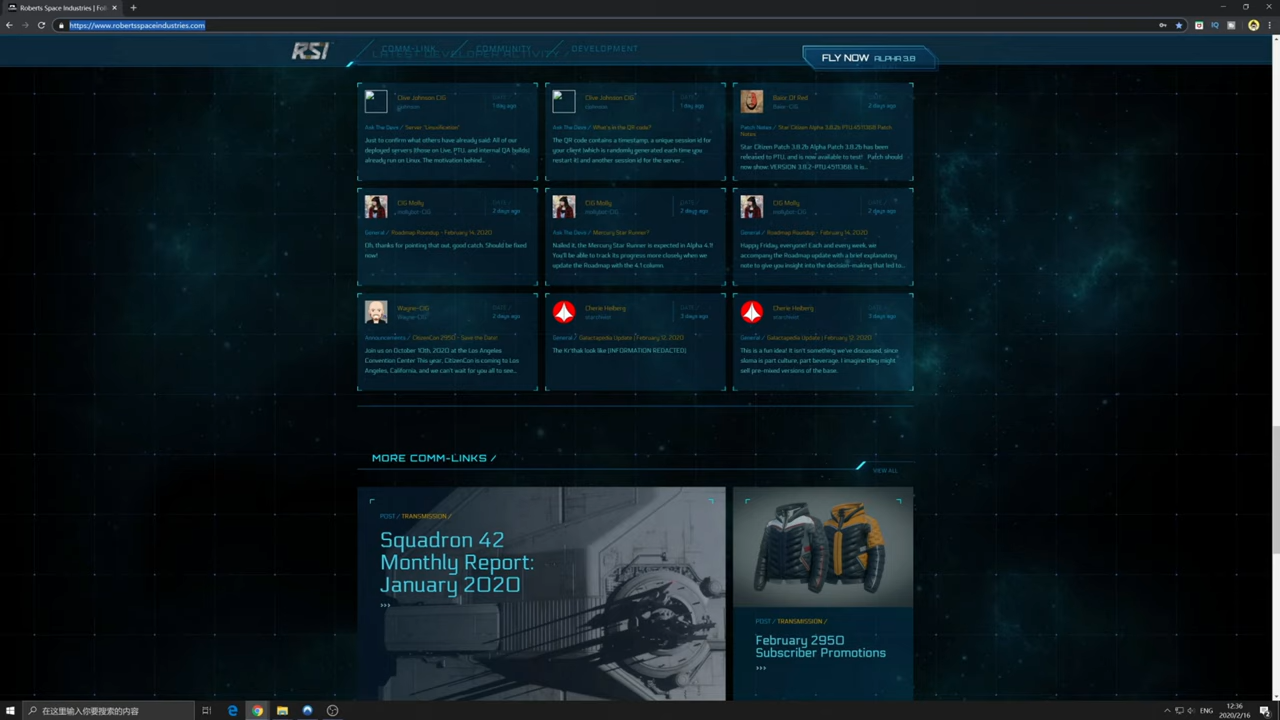 Roberts Space Industries | Fol
https://www.robertsspaceindustries.com
RSI
COMM-LINK
COMMUNITY
DEVELOPMENT
LATEST DEVELOPER ACTIVITY /
FLY NOW ALPHA 3.8
Clive Johnson CIG
1 day ago
Ask The Devs / Server "Linuxification"
Just to confirm what others have already said: All of our
deployed servers (those on Live, PTU, and internal QA builds)
already run on Linux. The motivation behind...
Clive Johnson CIG
1 day ago
Ask The Devs / What's in the QR code?
The QR code contains a timestamp, a unique session id for
your client (which is randomly generated each time you
restart it) and another session id for the server...
2 days ago
Patch Notes / Star Citizen Alpha 3.8.2b PTU.4511368 Patch
Notes
Star Citizen Patch 3.8.2b Alpha Patch 3.8.2b has been
released to PTU, and is now available to test! Patch should
now show: VERSION 3.8.2-PTU.4511368. It is...
CIG Molly
mollybot-CIG
2 days ago
General / Roadmap Roundup - February 14, 2020
Oh, thanks for pointing that out, good catch. Should be fixed
now!
CIG Molly
mollybot-CIG
2 days ago
Ask The Devs / Mercury Star Runner?
Nailed it, the Mercury Star Runner is expected in Alpha 4.1!
You'll be able to track its progress more closely when we
update the Roadmap with the 4.1 column.
CIG Molly
mollybot-CIG
2 days ago
General / Roadmap Roundup - February 14, 2020
Happy Friday, everyone! Each and every week, we
accompany the Roadmap update with a brief explanatory
note to give you insight into the decision-making that led to...
Wayne-CIG
Wayne-CIG
2 days ago
Announcements / CitizenCon 2950 - Save the Date!
Join us on October 10th, 2020 at the Los Angeles
Convention Center This year, CitizenCon is coming to Los
Angeles, California, and we can't wait for you all to see...
Cherie Heiberg
3 days ago
General / Galactapedia Update | February 12, 2020
The Kr'thak look like [INFORMATION REDACTED]
Cherie Heiberg
3 days ago
General / Galactapedia Update | February 12, 2020
This is a fun idea! It isn't something we've discussed, since
sloma is part culture, part beverage. I imagine they might
sell pre-mixed versions of the base.
MORE COMM-LINKS /
VIEW ALL
POST / TRANSMISSION /
Squadron 42
Monthly Report:
January 2020
>>>
POST / TRANSMISSION /
February 2950
Subscriber Promotions
>>>
在这里输入你要搜索的内容
ENG
12:36
2020/2/16